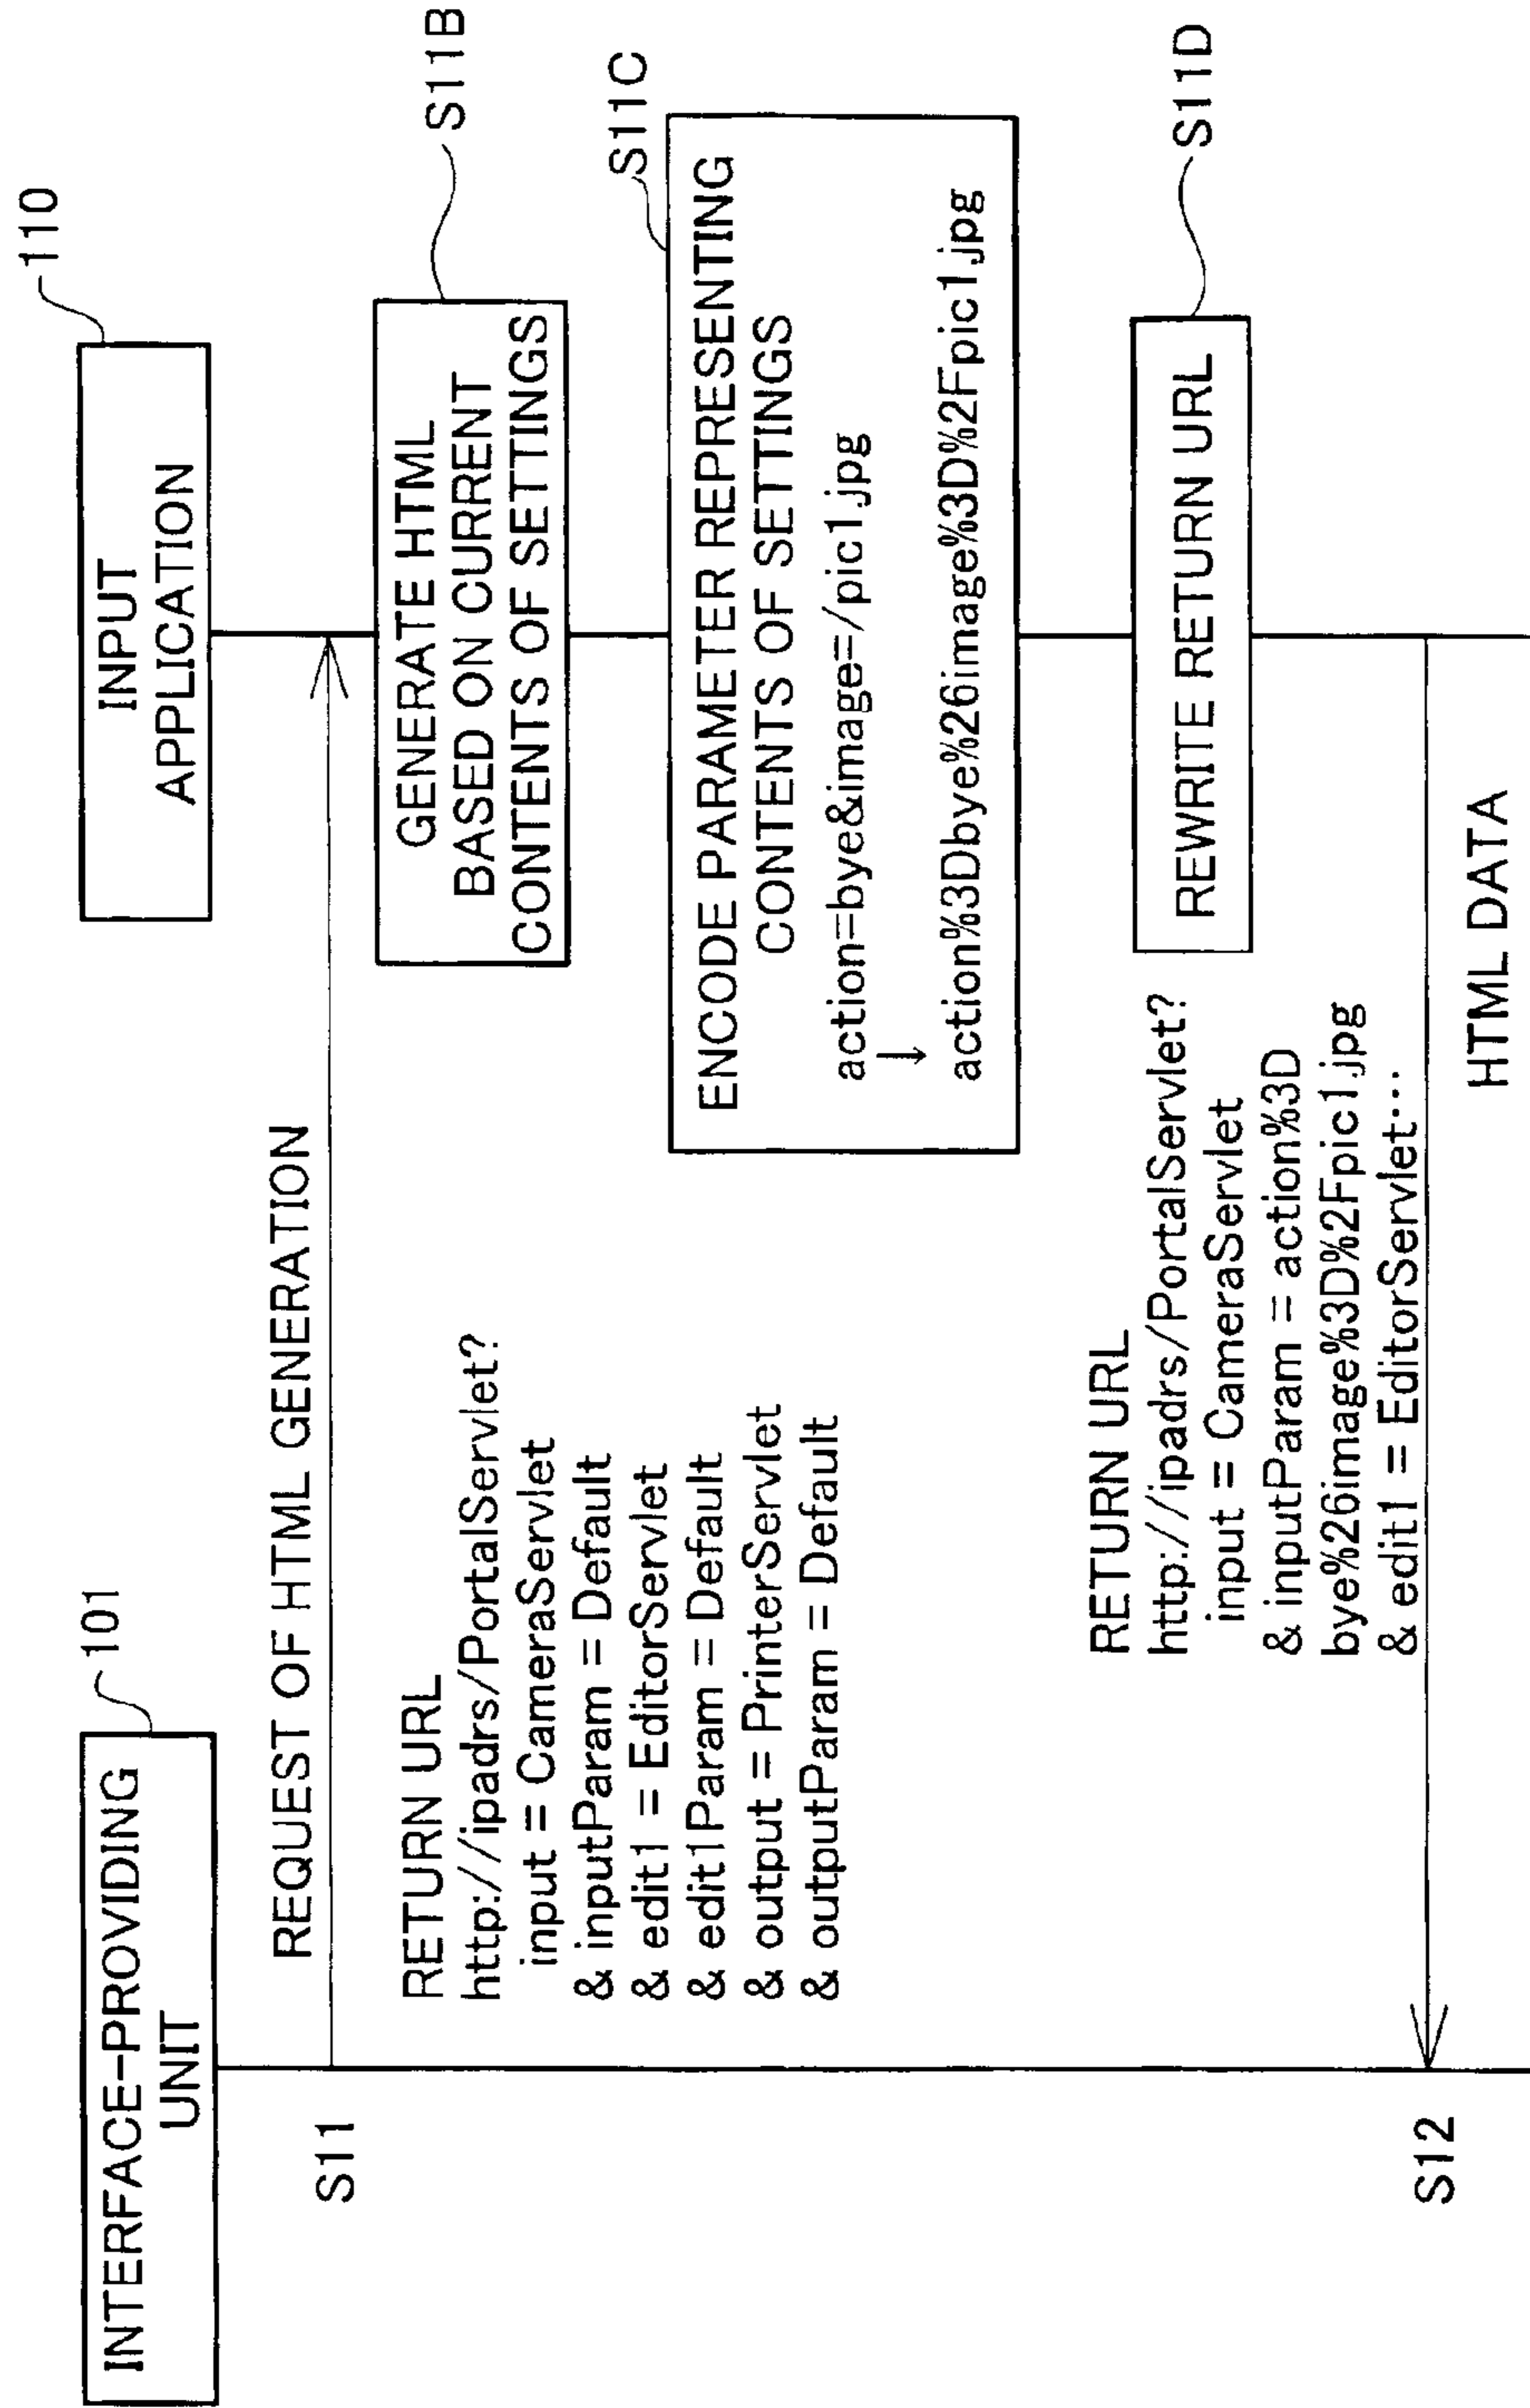 INTERFACE-PROVIDING
UNIT
101
INPUT
APPLICATION
110
S11
REQUEST OF HTML GENERATION
RETURN URL
http://ipadrs/PortalServlet?
input = CameraServlet
& inputParam = Default
& edit1 = EditorServlet
& edit1Param = Default
& output = PrinterServlet
& outputParam = Default
GENERATE HTML
BASED ON CURRENT
CONTENTS OF SETTINGS
S11B
ENCODE PARAMETER REPRESENTING
CONTENTS OF SETTINGS
action=bye&image=/pic1.jpg
↓
action%3Dbye%26image%3D%2Fpic1.jpg
S11C
REWRITE RETURN URL
S11D
RETURN URL
http://ipadrs/PortalServlet?
input = CameraServlet
& inputParam = action%3D
bye%26image%3D%2Fpic1.jpg
& edit1 = EditorServlet···
S12
HTML DATA